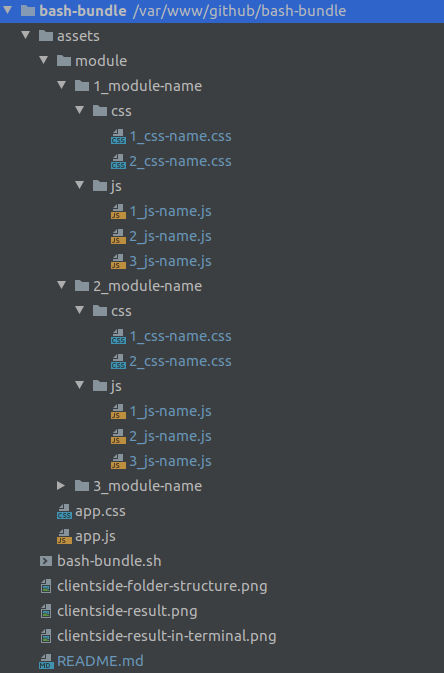 bash-bundle /var/www/github/bash-bundle
assets
module
1_module-name
css
1_css-name.css
2_css-name.css
js
1_js-name.js
2_js-name.js
3_js-name.js
2_module-name
css
1_css-name.css
2_css-name.css
js
1_js-name.js
2_js-name.js
3_js-name.js
3_module-name
app.css
app.js
bash-bundle.sh
clientside-folder-structure.png
clientside-result.png
clientside-result-in-terminal.png
README.md